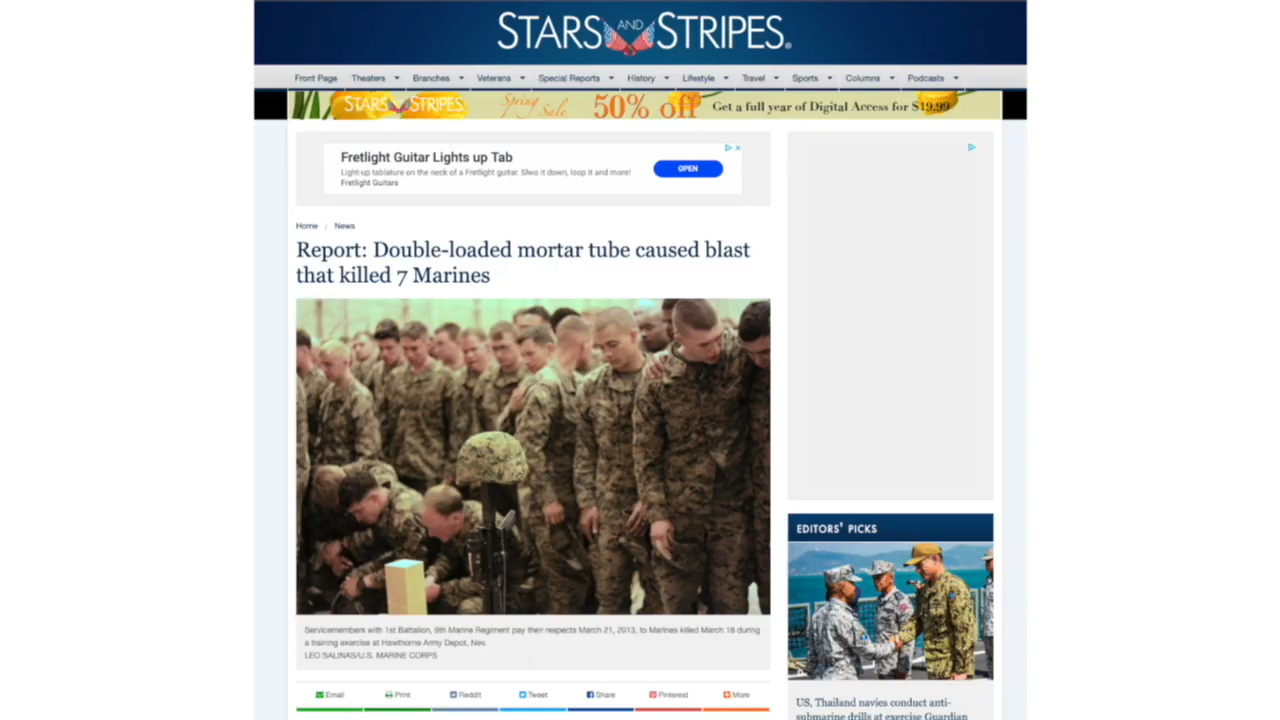 STARS AND STRIPES®
Front Page Theaters Branches Veterans Special Reports History Lifestyle Travel Sports Columns Podcasts
STARS AND STRIPES Spring Sale 50% off Get a full year of Digital Access for $19.99
Fretlight Guitar Lights up Tab
Light-up tablature on the neck of a Fretlight guitar. Slwo it down, loop it and more!
Fretlight Guitars
OPEN
Home / News
Report: Double-loaded mortar tube caused blast
that killed 7 Marines
Servicemembers with 1st Battalion, 9th Marine Regiment pay their respects March 21, 2013, to Marines killed March 18 during
a training exercise at Hawthorne Army Depot, Nev.
LEO SALINAS/U.S. MARINE CORPS
Email Print Reddit Tweet Share Pinterest More
EDITORS' PICKS
US, Thailand navies conduct anti-
submarine drills at exercise Guardian